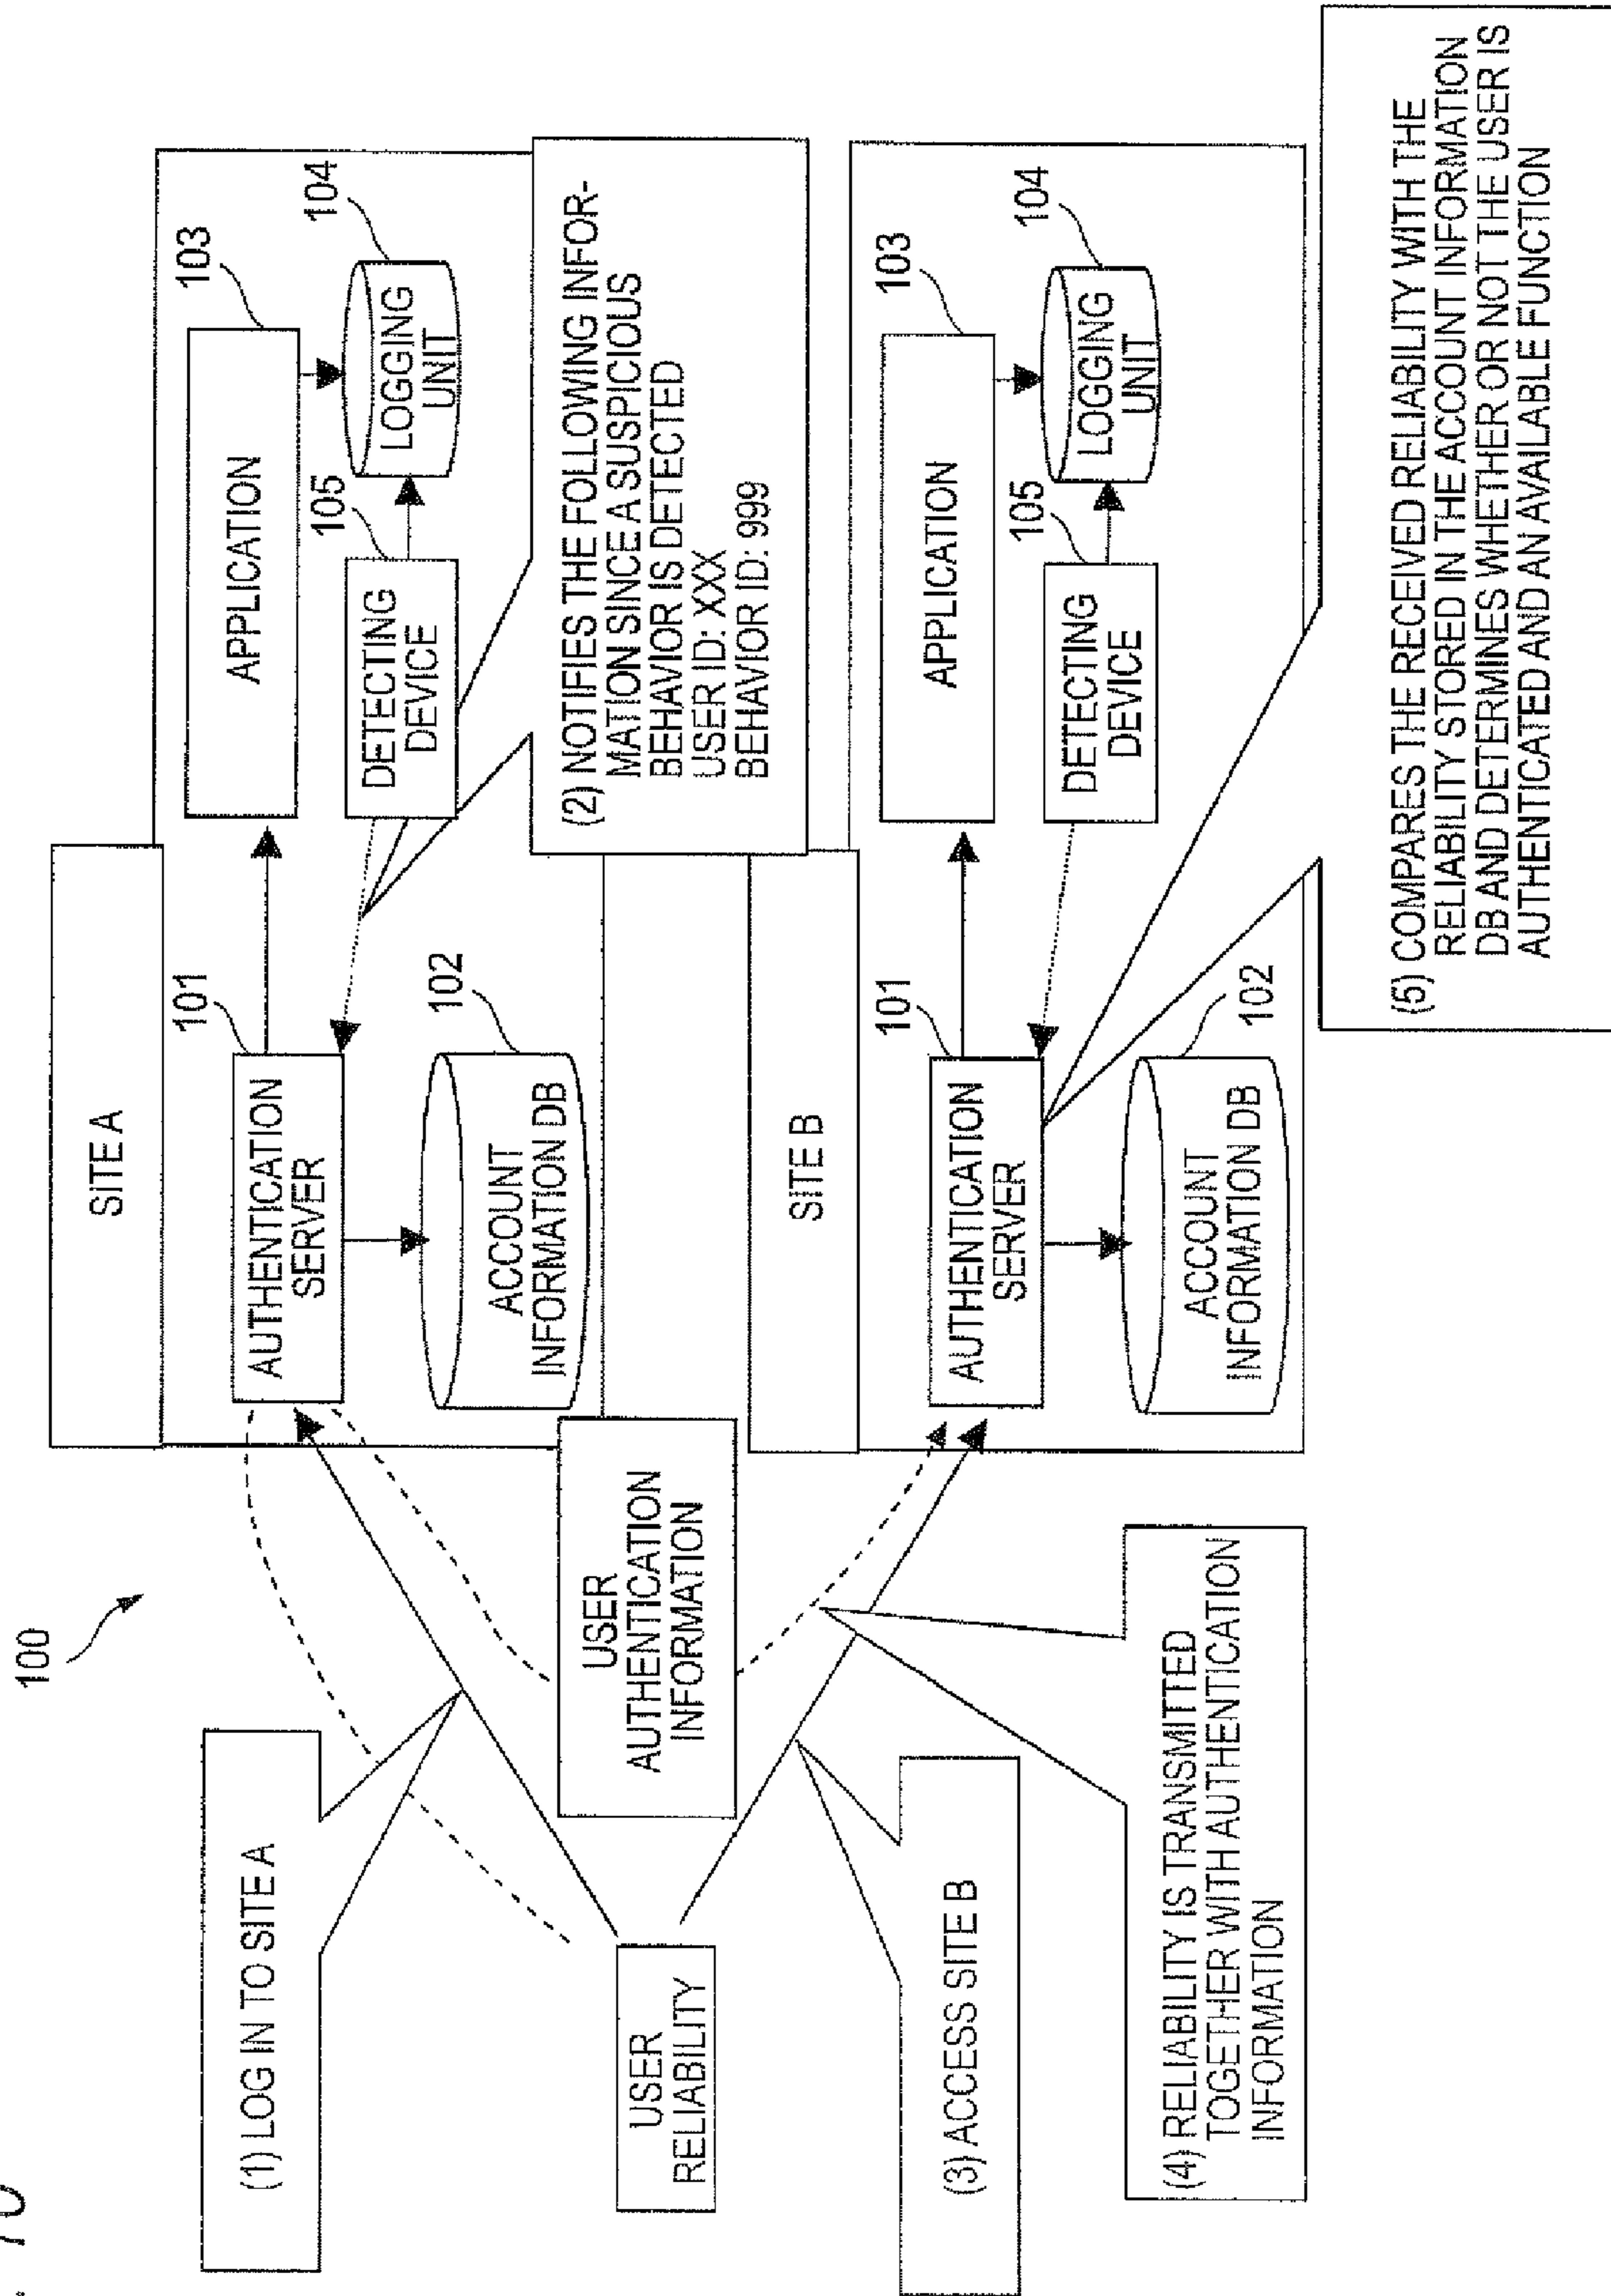 100
(1) LOG IN TO SITE A
USER
RELIABILITY
(3) ACCESS SITE B
(4) RELIABILITY IS TRANSMITTED
TOGETHER WITH AUTHENTICATION
INFORMATION
USER
AUTHENTICATION
INFORMATION
SITE A
101
AUTHENTICATION
SERVER
102
ACCOUNT
INFORMATION DB
103
APPLICATION
104
LOGGING
UNIT
105
DETECTING
DEVICE
(2) NOTIFIES THE FOLLOWING INFOR-
MATION SINCE A SUSPICIOUS
BEHAVIOR IS DETECTED
USER ID: XXX
BEHAVIOR ID: 999
SITE B
101
AUTHENTICATION
SERVER
102
ACCOUNT
INFORMATION DB
103
APPLICATION
104
LOGGING
UNIT
105
DETECTING
DEVICE
(5) COMPARES THE RECEIVED RELIABILITY WITH THE
RELIABILITY STORED IN THE ACCOUNT INFORMATION
DB AND DETERMINES WHETHER OR NOT THE USER IS
AUTHENTICATED AND AN AVAILABLE FUNCTION